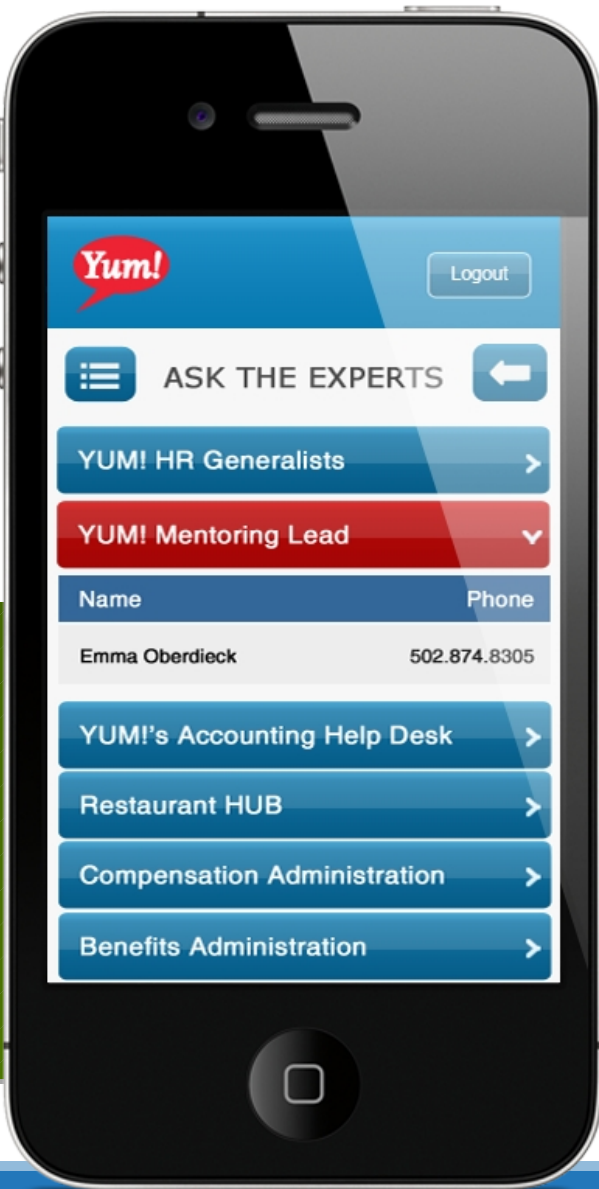 Yum!
Logout
ASK THE EXPERTS
YUM! HR Generalists
YUM! Mentoring Lead
Name Phone
Emma Oberdieck 502.874.8305
YUM!'s Accounting Help Desk
Restaurant HUB
Compensation Administration
Benefits Administration